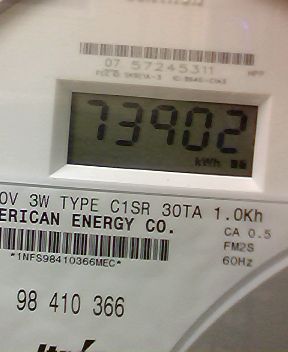 07 57245311
73902
kWh
0V 3W TYPE C1SR 30TA 1.0Kh
ERICAN ENERGY CO.
CA 0.5
FM2S
60Hz
*1NFS98410366MEC*
98 410 366